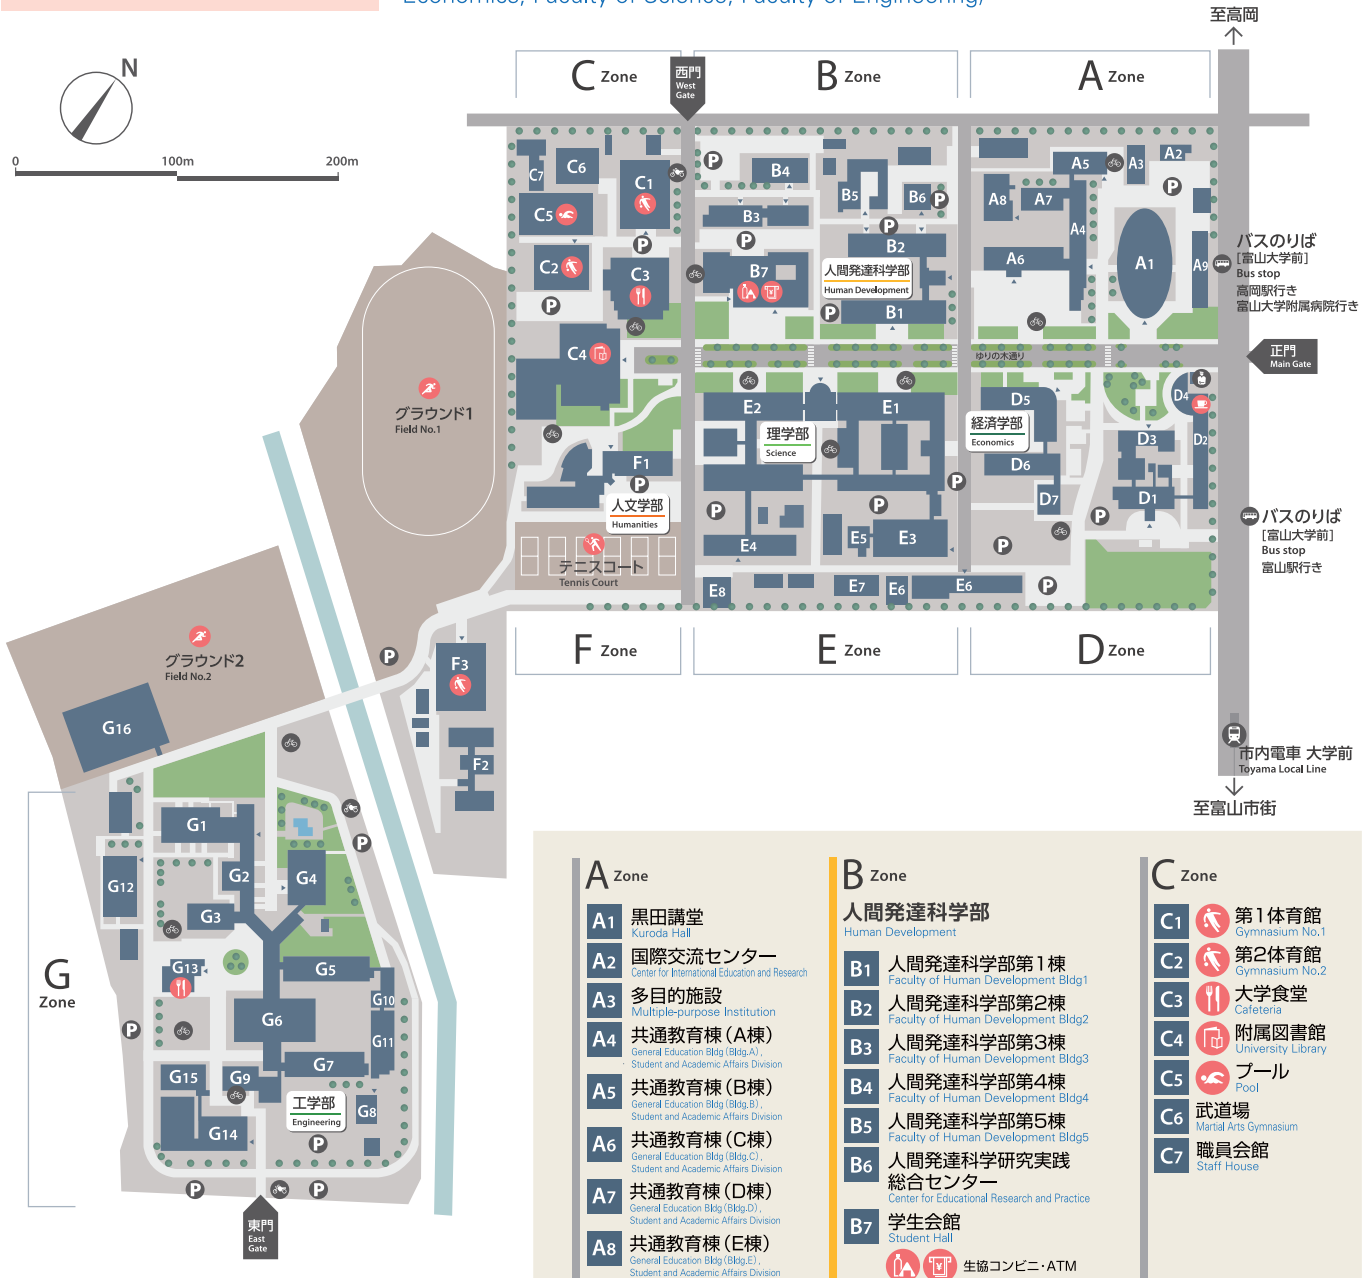 Economics, Faculty of Science, Faculty of Engineering)
至高岡
N
0
100m
200m
C Zone
西門
West
Gate
B Zone
A Zone
C7
C6
C1
C5
C2
C3
C4
P
P
B4
B3
B5
B6
P
P
P
B2
B7
人間発達科学部
Human Development
P
B1
A5
A3
A2
P
A8
A7
A4
A6
A1
A9
バスのりば
[富山大学前]
Bus stop
高岡駅行き
富山大学附属病院行き
ゆりの木通り
正門
Main Gate
グラウンド1
Field No.1
E2
E1
理学部
Science
D5
経済学部
Economics
D4
D3
D2
D6
D7
D1
P
F1
P
人文学部
Humanities
P
P
P
P
E4
E5
E3
バスのりば
[富山大学前]
Bus stop
富山駅行き
テニスコート
Tennis Court
E8
E7
E6
E6
P
F Zone
E Zone
D Zone
グラウンド2
Field No.2
P
F3
F2
G16
市内電車 大学前
Toyama Local Line
至富山市街
G1
G2
G4
P
G12
G3
G
Zone
G13
G5
G10
G6
G11
P
G7
G15
G9
G8
工学部
Engineering
G14
P
P
P
東門
East
Gate
A Zone
A1 黒田講堂
Kuroda Hall
A2 国際交流センター
Center for International Education and Research
A3 多目的施設
Multiple-purpose Institution
A4 共通教育棟(A棟)
General Education Bldg (Bldg.A),
Student and Academic Affairs Division
A5 共通教育棟(B棟)
General Education Bldg (Bldg.B),
Student and Academic Affairs Division
A6 共通教育棟(C棟)
General Education Bldg (Bldg.C),
Student and Academic Affairs Division
A7 共通教育棟(D棟)
General Education Bldg (Bldg.D),
Student and Academic Affairs Division
A8 共通教育棟(E棟)
General Education Bldg (Bldg.E),
Student and Academic Affairs Division
B Zone
人間発達科学部
Human Development
B1 人間発達科学部第1棟
Faculty of Human Development Bldg1
B2 人間発達科学部第2棟
Faculty of Human Development Bldg2
B3 人間発達科学部第3棟
Faculty of Human Development Bldg3
B4 人間発達科学部第4棟
Faculty of Human Development Bldg4
B5 人間発達科学部第5棟
Faculty of Human Development Bldg5
B6 人間発達科学研究実践
総合センター
Center for Educational Research and Practice
B7 学生会館
Student Hall
生協コンビニ・ATM
C Zone
C1 第1体育館
Gymnasium No.1
C2 第2体育館
Gymnasium No.2
C3 大学食堂
Cafeteria
C4 附属図書館
University Library
C5 プール
Pool
C6 武道場
Martial Arts Gymnasium
C7 職員会館
Staff House